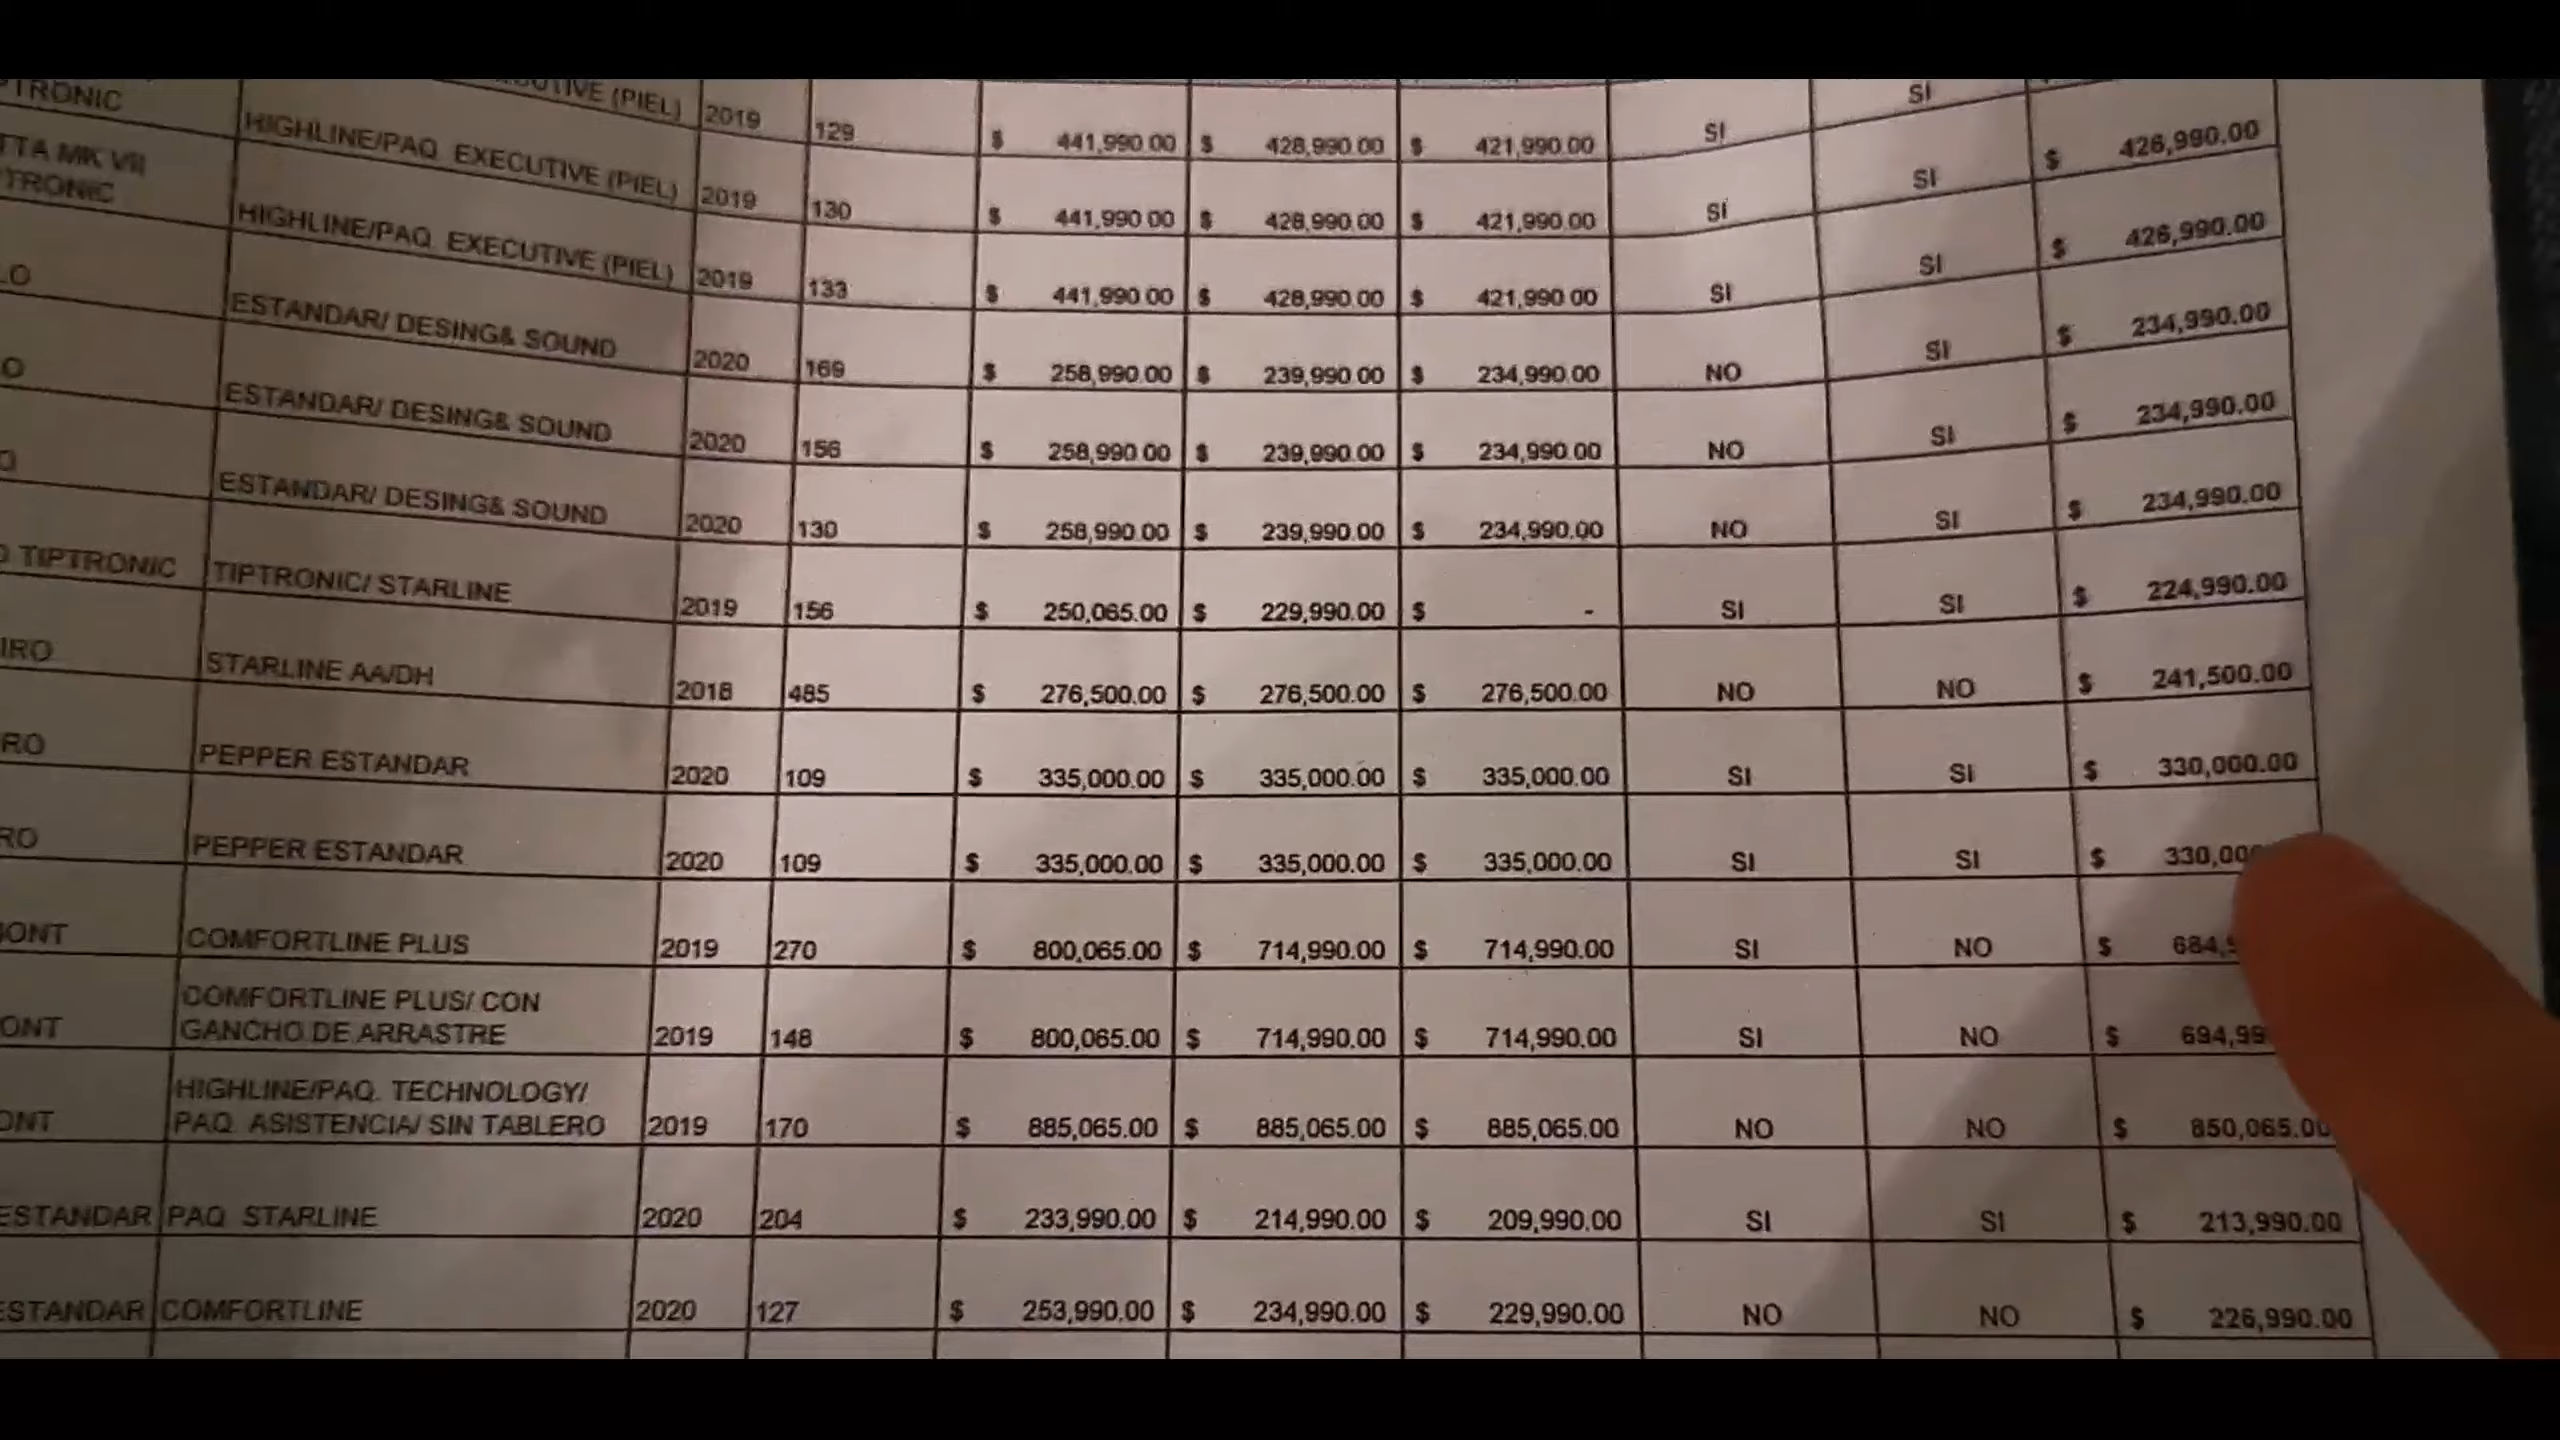 EXECUTIVE (PIEL) 2019 129 $ 441,990.00 $ 428,990.00 $ 421,990.00 SI SI $ 426,990.00
HIGHLINE/PAQ. EXECUTIVE (PIEL) 2019 130 $ 441,990.00 $ 428,990.00 $ 421,990.00 SI SI $ 426,990.00
HIGHLINE/PAQ. EXECUTIVE (PIEL) 2019 133 $ 441,990.00 $ 428,990.00 $ 421,990.00 SI SI $ 234,990.00
ESTANDAR/ DESING& SOUND 2020 169 $ 258,990.00 $ 239,990.00 $ 234,990.00 NO SI $ 234,990.00
ESTANDAR/ DESING& SOUND 2020 156 $ 258,990.00 $ 239,990.00 $ 234,990.00 NO SI $ 234,990.00
ESTANDAR/ DESING& SOUND 2020 130 $ 258,990.00 $ 239,990.00 $ 234,990.00 NO SI
TIPTRONIC TIPTRONIC/ STARLINE 2019 156 $ 250,065.00 $ 229,990.00 $ - SI SI $ 224,990.00
IRO STARLINE AA/DH 2018 485 $ 276,500.00 $ 276,500.00 $ 276,500.00 NO NO $ 241,500.00
RO PEPPER ESTANDAR 2020 109 $ 335,000.00 $ 335,000.00 $ 335,000.00 SI SI $ 330,000.00
RO PEPPER ESTANDAR 2020 109 $ 335,000.00 $ 335,000.00 $ 335,000.00 SI SI $ 330,00
ONT COMFORTLINE PLUS 2019 270 $ 800,065.00 $ 714,990.00 $ 714,990.00 SI NO $ 684,9
COMFORTLINE PLUS/ CON
ONT GANCHO DE ARRASTRE 2019 148 $ 800,065.00 $ 714,990.00 $ 714,990.00 SI NO $ 694,99
HIGHLINE/PAQ. TECHNOLOGY/
ONT PAQ. ASISTENCIA/ SIN TABLERO 2019 170 $ 885,065.00 $ 885,065.00 $ 885,065.00 NO NO $ 850,065.00
ESTANDAR PAQ. STARLINE 2020 204 $ 233,990.00 $ 214,990.00 $ 209,990.00 SI SI $ 213,990.00
ESTANDAR COMFORTLINE 2020 127 $ 253,990.00 $ 234,990.00 $ 229,990.00 NO NO $ 226,990.00